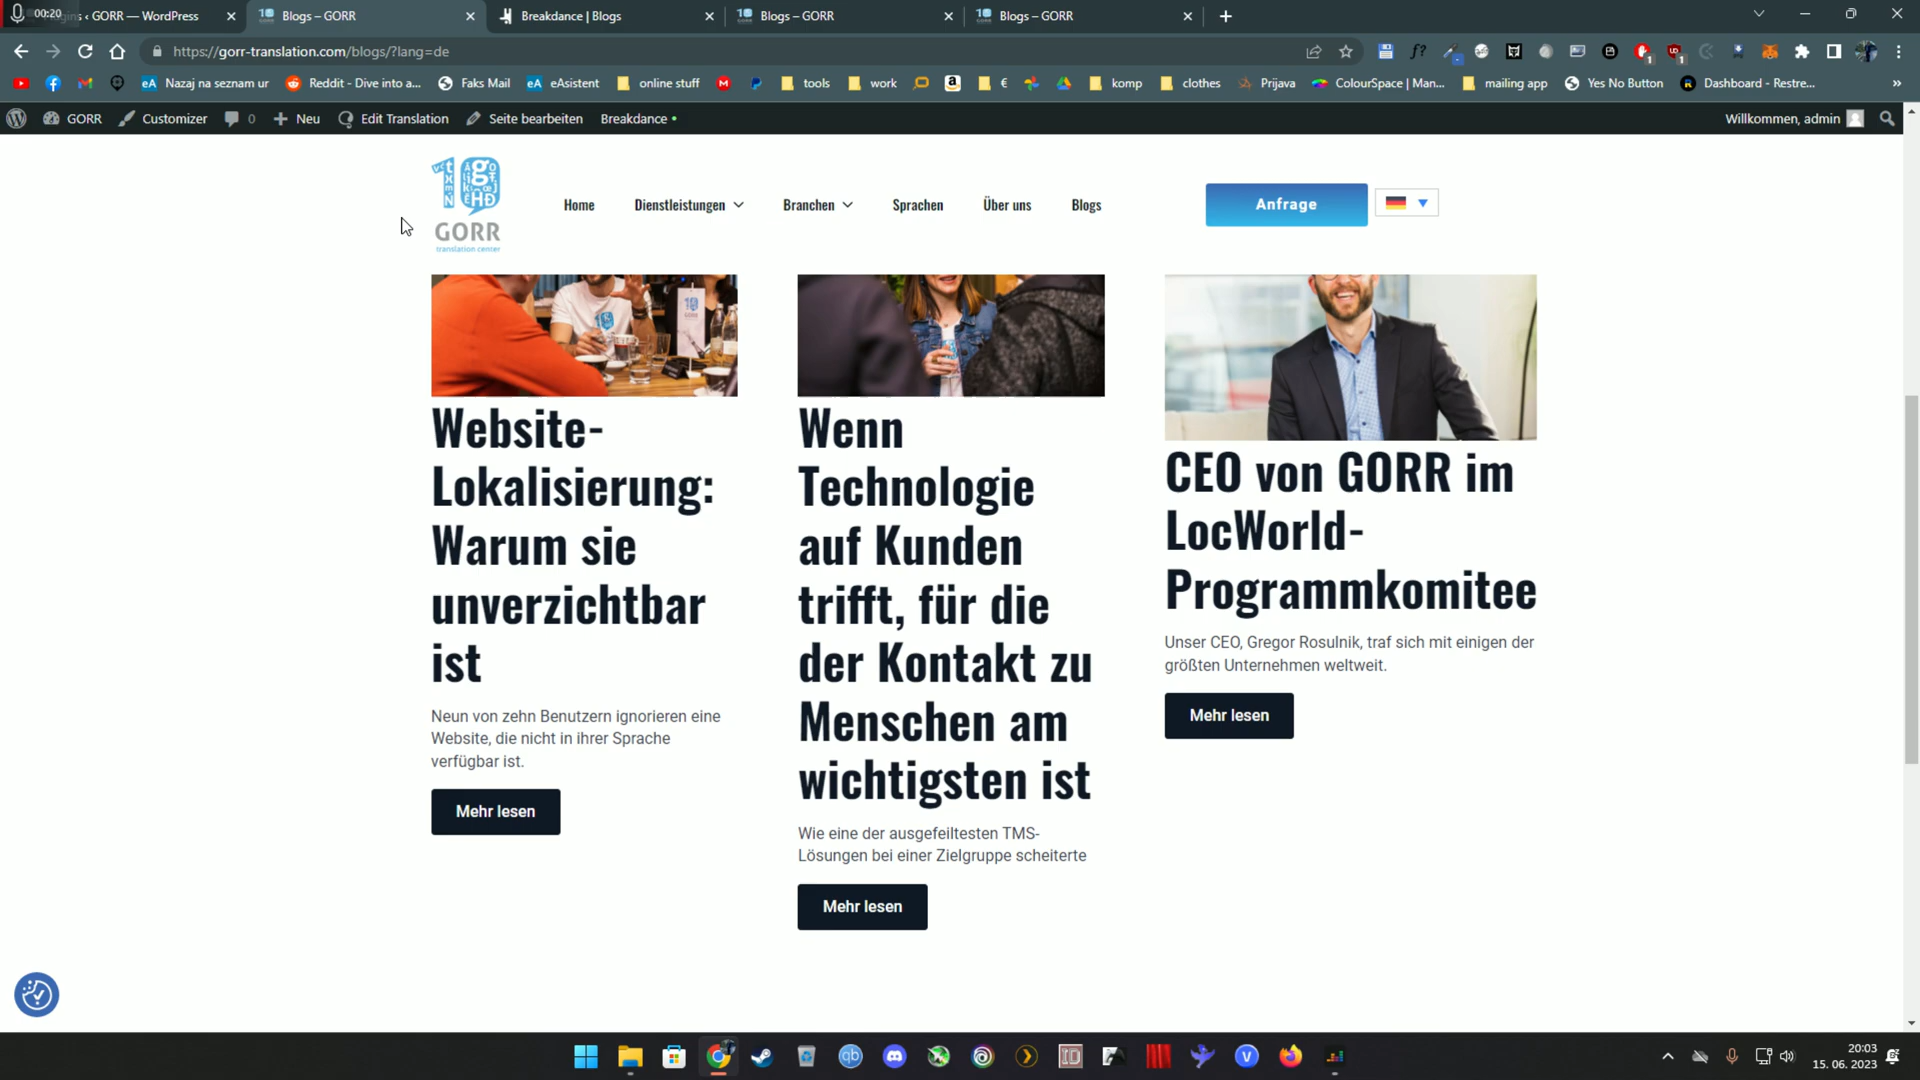 00:20
gins ‹ GORR — WordPress
Blogs – GORR
Breakdance | Blogs
Blogs – GORR
Blogs – GORR
https://gorr-translation.com/blogs/?lang=de
Nazaj na seznam ur
Reddit - Dive into a...
Faks Mail
eAsistent
online stuff
tools
work
€
komp
clothes
Prijava
ColourSpace | Man...
mailing app
Yes No Button
Dashboard - Restre...
GORR
Customizer
0
Neu
Edit Translation
Seite bearbeiten
Breakdance
Willkommen, admin
GORR
translation center
Home
Dienstleistungen
Branchen
Sprachen
Über uns
Blogs
Anfrage
Website-
Lokalisierung:
Warum sie
unverzichtbar
ist
Neun von zehn Benutzern ignorieren eine
Website, die nicht in ihrer Sprache
verfügbar ist.
Mehr lesen
Wenn
Technologie
auf Kunden
trifft, für die
der Kontakt zu
Menschen am
wichtigsten ist
Wie eine der ausgefeiltesten TMS-
Lösungen bei einer Zielgruppe scheiterte
Mehr lesen
CEO von GORR im
LocWorld-
Programmkomitee
Unser CEO, Gregor Rosulnik, traf sich mit einigen der
größten Unternehmen weltweit.
Mehr lesen
20:03
15. 06. 2023